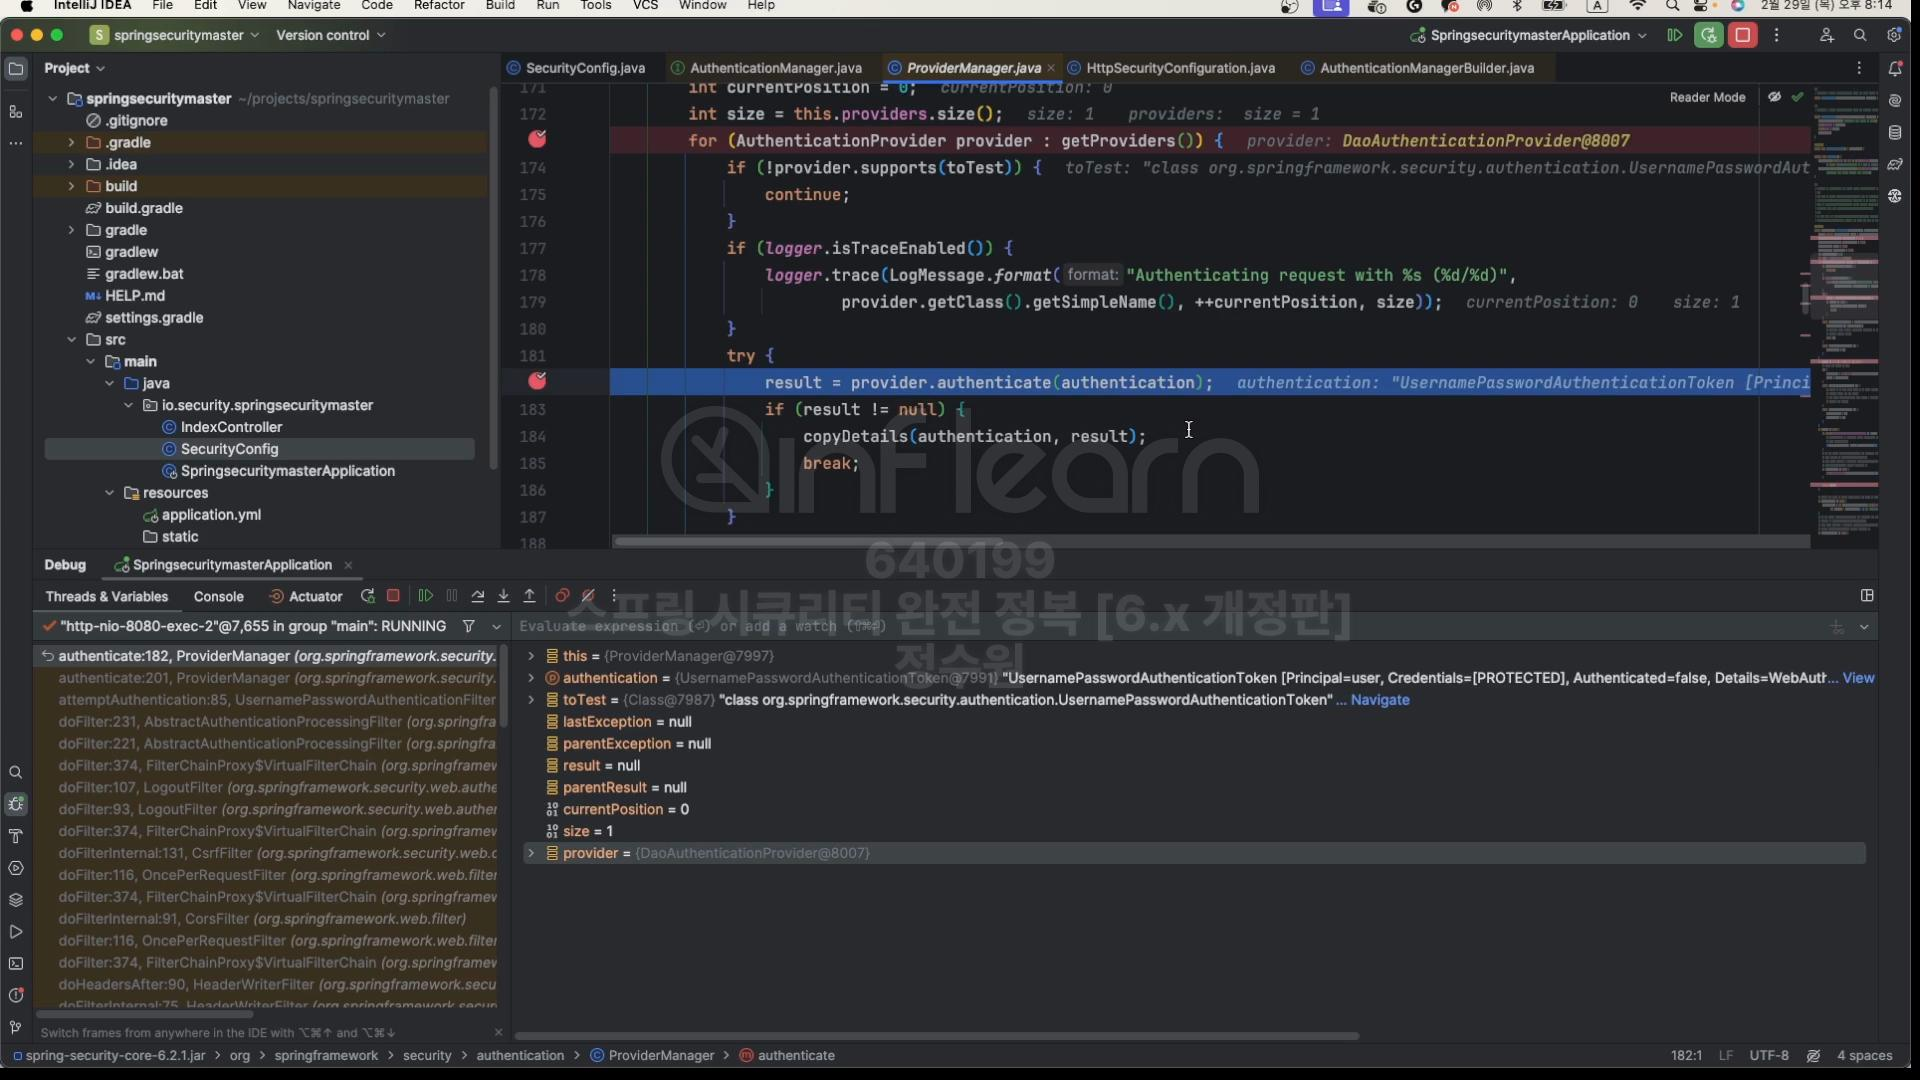 IntelliJ IDEA File Edit View Navigate Code Refactor Build Run Tools VCS Window Help A 2월 29일 (목) 오후 8:14
S springsecuritymaster Version control SpringsecuritymasterApplication
Project
SecurityConfig.java AuthenticationManager.java ProviderManager.java HttpSecurityConfiguration.java AuthenticationManagerBuilder.java
springsecuritymaster ~/projects/springsecuritymaster
.gitignore
.gradle
.idea
build
build.gradle
gradle
gradlew
gradlew.bat
HELP.md
settings.gradle
src
main
java
io.security.springsecuritymaster
IndexController
SecurityConfig
SpringsecuritymasterApplication
resources
application.yml
static
Reader Mode
171 int currentPosition = 0; currentPosition: 0
172 int size = this.providers.size(); size: 1 providers: size = 1
for (AuthenticationProvider provider : getProviders()) { provider: DaoAuthenticationProvider@8007
174 if (!provider.supports(toTest)) { toTest: "class org.springframework.security.authentication.UsernamePasswordAut
175 continue;
176 }
177 if (logger.isTraceEnabled()) {
178 logger.trace(LogMessage.format( format: "Authenticating request with %s (%d/%d)",
179 provider.getClass().getSimpleName(), ++currentPosition, size)); currentPosition: 0 size: 1
180 }
181 try {
result = provider.authenticate(authentication); authentication: "UsernamePasswordAuthenticationToken [Princi
183 if (result != null) {
184 copyDetails(authentication, result);
185 break;
186 }
187 }
188
inflearn
640199
스프링 시큐리티 완전 정복 [6.x 개정판]
정수원
Debug SpringsecuritymasterApplication
Threads & Variables Console Actuator
"http-nio-8080-exec-2"@7,655 in group "main": RUNNING
Evaluate expression (⏎) or add a watch (⇧⌘⏎)
authenticate:182, ProviderManager (org.springframework.security.
authenticate:201, ProviderManager (org.springframework.security.
attemptAuthentication:85, UsernamePasswordAuthenticationFilter
doFilter:231, AbstractAuthenticationProcessingFilter (org.springfra
doFilter:221, AbstractAuthenticationProcessingFilter (org.springfra
doFilter:374, FilterChainProxy$VirtualFilterChain (org.springframew
doFilter:107, LogoutFilter (org.springframework.security.web.authe
doFilter:93, LogoutFilter (org.springframework.security.web.authen
doFilter:374, FilterChainProxy$VirtualFilterChain (org.springframew
doFilterInternal:131, CsrfFilter (org.springframework.security.web.c
doFilter:116, OncePerRequestFilter (org.springframework.web.filter
doFilter:374, FilterChainProxy$VirtualFilterChain (org.springframew
doFilterInternal:91, CorsFilter (org.springframework.web.filter)
doFilter:116, OncePerRequestFilter (org.springframework.web.filter
doFilter:374, FilterChainProxy$VirtualFilterChain (org.springframew
doHeadersAfter:90, HeaderWriterFilter (org.springframework.secu
doFilterInternal:75, HeaderWriterFilter (org.springframework.secur
Switch frames from anywhere in the IDE with ⌥⌘↑ and ⌥⌘↓
this = {ProviderManager@7997}
authentication = {UsernamePasswordAuthenticationToken@7991} "UsernamePasswordAuthenticationToken [Principal=user, Credentials=[PROTECTED], Authenticated=false, Details=WebAuth... View
toTest = {Class@7987} "class org.springframework.security.authentication.UsernamePasswordAuthenticationToken" ... Navigate
lastException = null
parentException = null
result = null
parentResult = null
currentPosition = 0
size = 1
provider = {DaoAuthenticationProvider@8007}
spring-security-core-6.2.1.jar > org > springframework > security > authentication > ProviderManager > authenticate 182:1 LF UTF-8 4 spaces